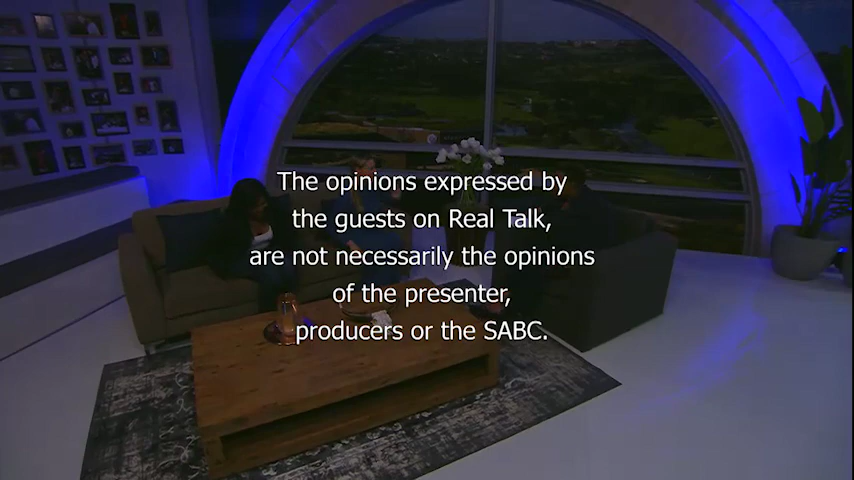 The opinions expressed by
the guests on Real Talk,
are not necessarily the opinions
of the presenter,
producers or the SABC.